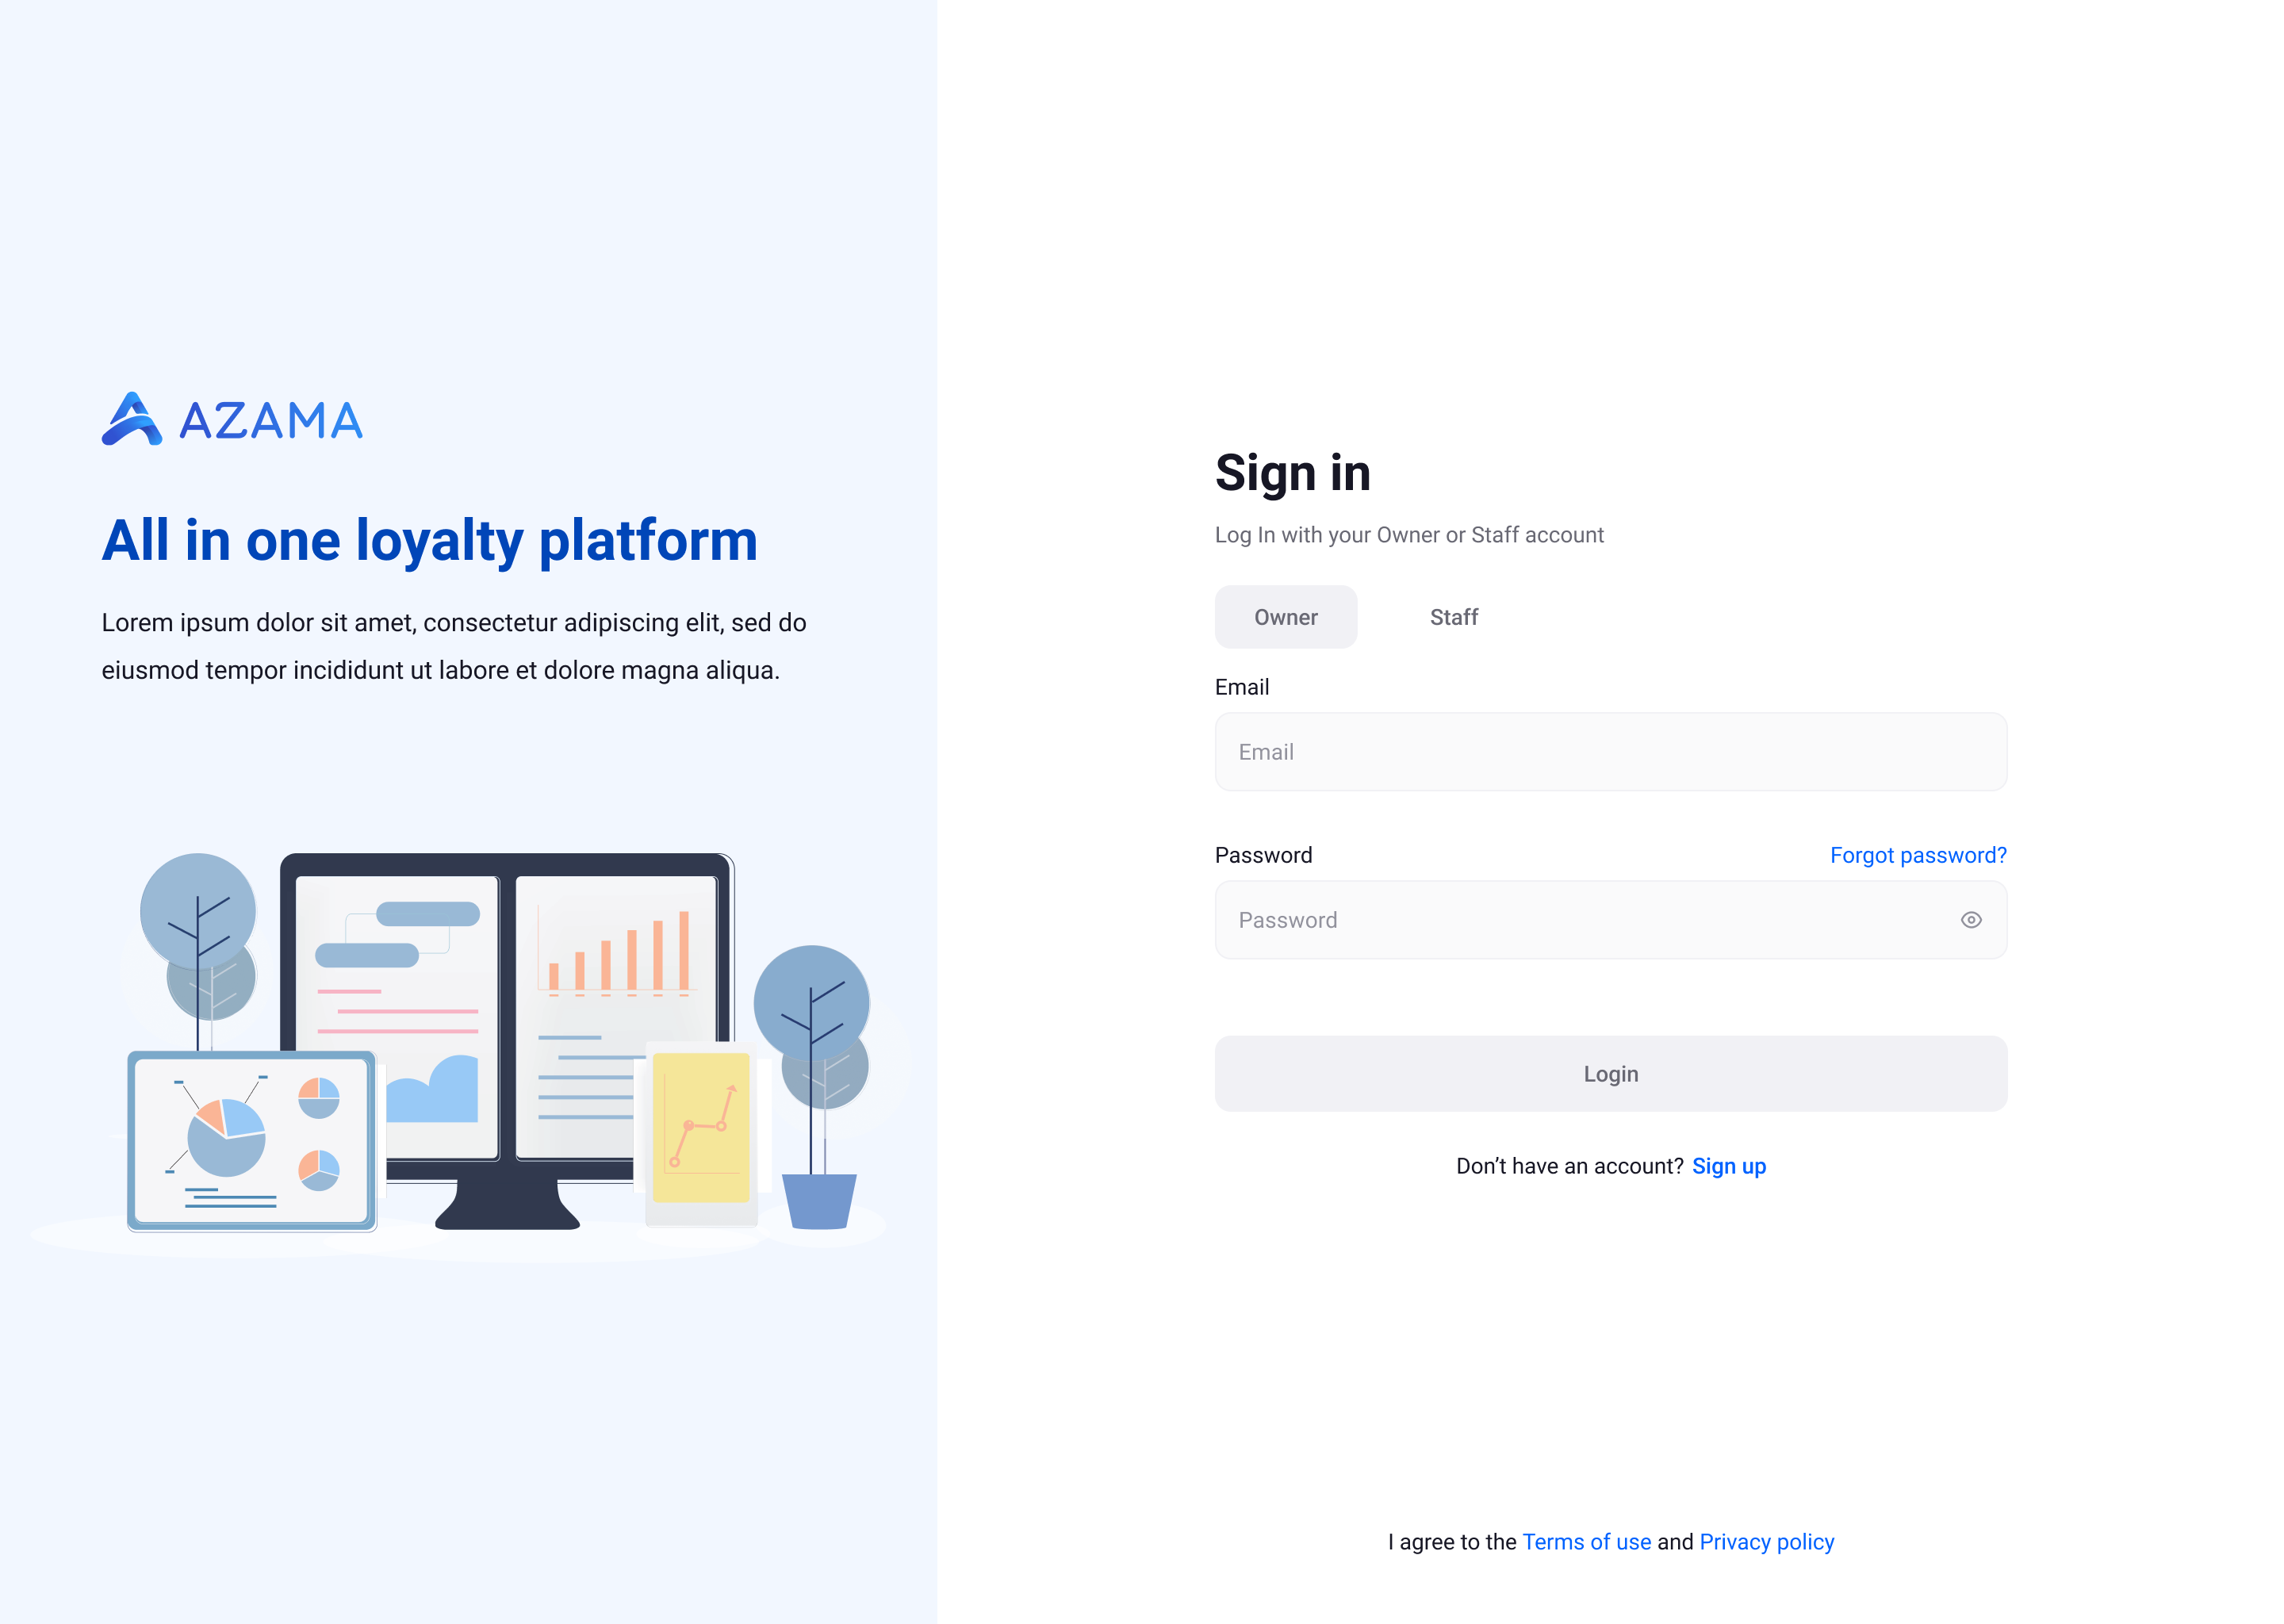 AZAMA
All in one loyalty platform
Lorem ipsum dolor sit amet, consectetur adipiscing elit, sed do
eiusmod tempor incididunt ut labore et dolore magna aliqua.
Sign in
Log In with your Owner or Staff account
Owner Staff
Email
Email
Password Forgot password?
Password
Login
Don’t have an account? Sign up
I agree to the Terms of use and Privacy policy